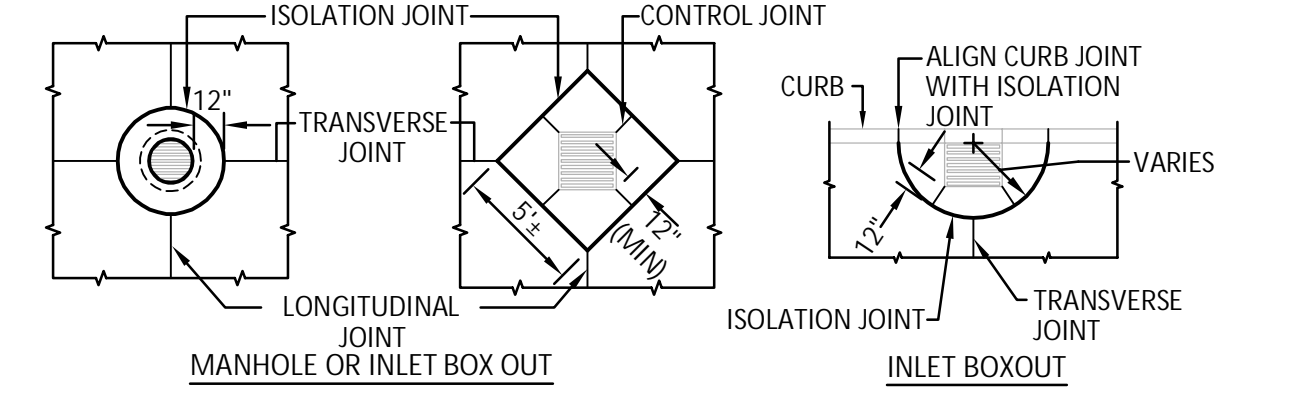 ISOLATION JOINT
CONTROL JOINT
12"
TRANSVERSE
JOINT
5'±
12"
(MIN)
LONGITUDINAL
JOINT
MANHOLE OR INLET BOX OUT
CURB
ALIGN CURB JOINT
WITH ISOLATION
JOINT
VARIES
12"
ISOLATION JOINT
TRANSVERSE
JOINT
INLET BOXOUT